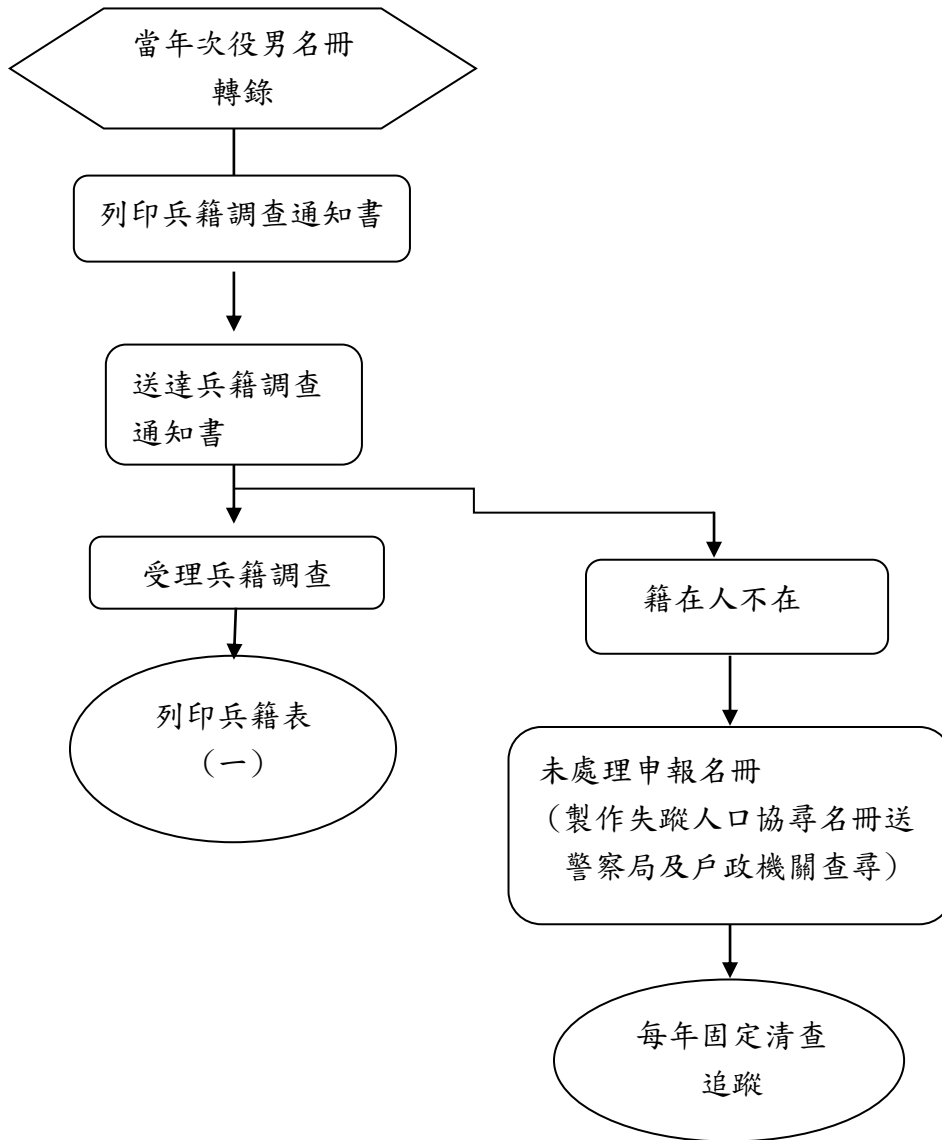 當年次役男名冊
轉錄
列印兵籍調查通知書
送達兵籍調查
通知書
受理兵籍調查
列印兵籍表
（一）
籍在人不在
未處理申報名冊
（製作失蹤人口協尋名冊送
警察局及戶政機關查尋）
每年固定清查
追蹤